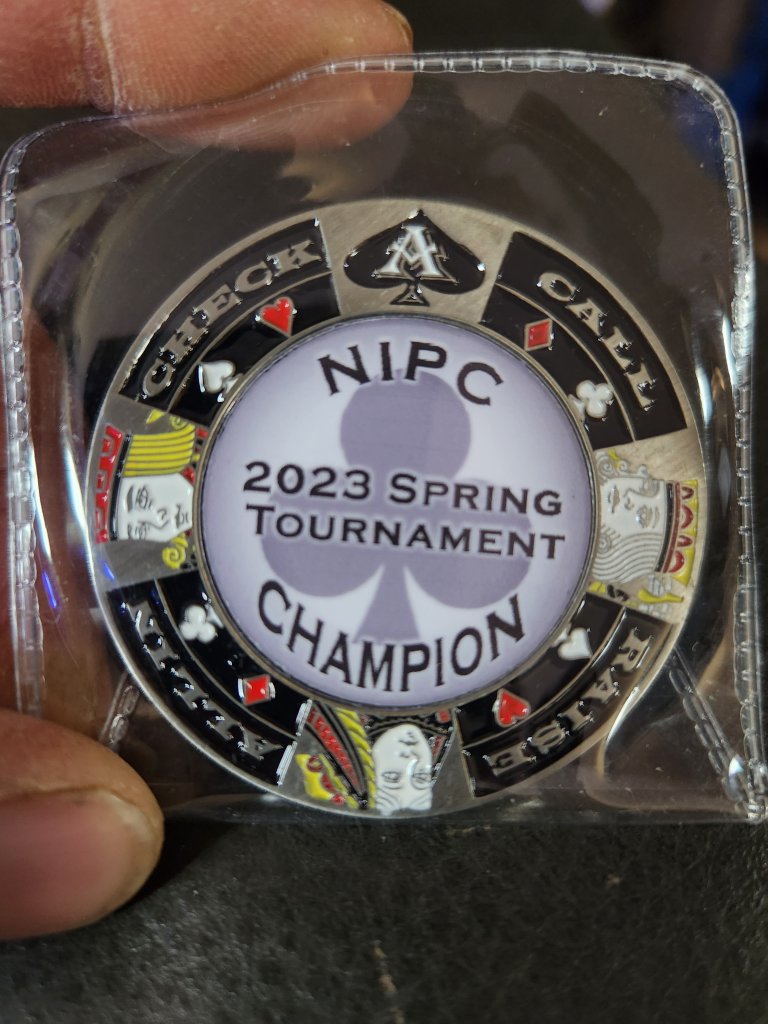 CHECK
A
CALL
NIPC
2023 SPRING
TOURNAMENT
CHAMPION
ALL IN
RAISE